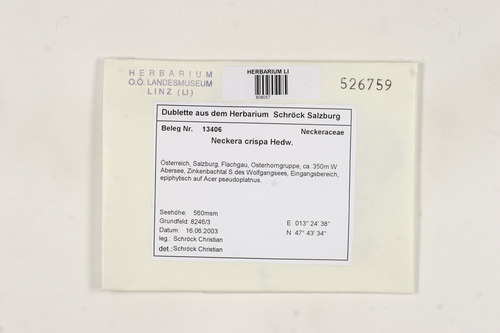 HERBARIUM
O.Ö. LANDESMUSEUM
LINZ (LI)
HERBARIUM LI
808057
526759
Dublette aus dem Herbarium Schröck Salzburg
Beleg Nr. 13406 Neckeraceae
Neckera crispa Hedw.
Österreich, Salzburg, Flachgau, Osterhorngruppe, ca. 350m W
Abersee, Zinkenbachtal S des Wolfgangsees, Eingangsbereich,
epiphytisch auf Acer pseudoplatnus.
Seehöhe: 560msm
Grundfeld: 8246/3 E 013° 24' 38"
Datum: 16.06.2003 N 47° 43' 34"
leg.: Schröck Christian
det.: Schröck Christian